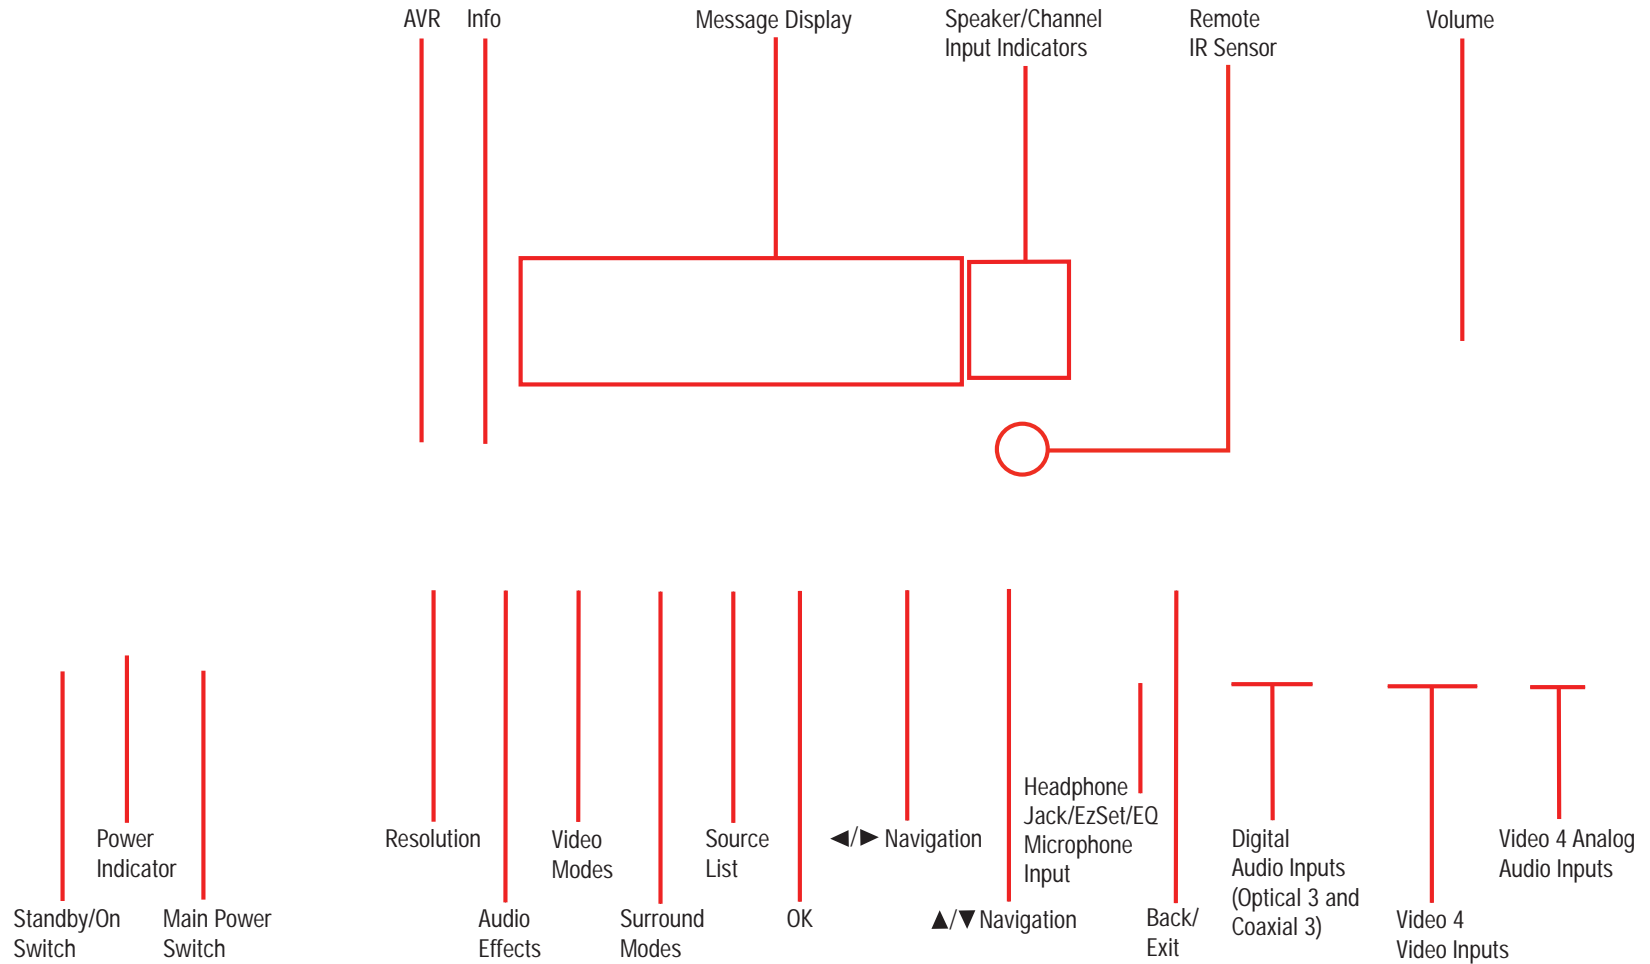 AVR
Info
Message Display
Speaker/Channel
Input Indicators
Remote
IR Sensor
Volume
Power
Indicator
Standby/On
Switch
Main Power
Switch
Resolution
Audio
Effects
Video
Modes
Surround
Modes
Source
List
OK
◀/▶ Navigation
▲/▼ Navigation
Headphone
Jack/EzSet/EQ
Microphone
Input
Back/
Exit
Digital
Audio Inputs
(Optical 3 and
Coaxial 3)
Video 4
Video Inputs
Video 4 Analog
Audio Inputs